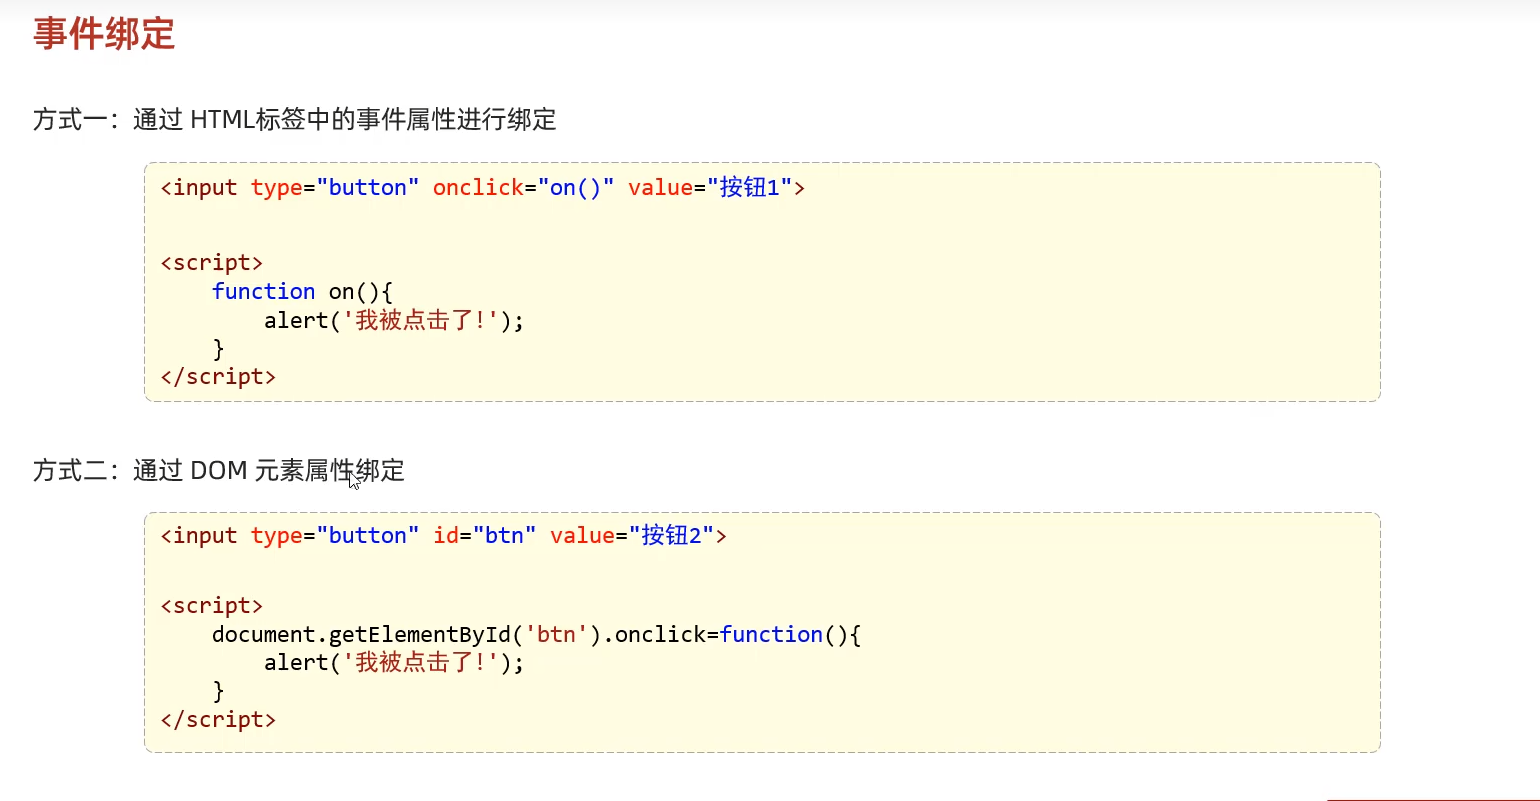 事件绑定
方式一：通过 HTML标签中的事件属性进行绑定
<input type="button" onclick="on()" value="按钮1">
<script>
    function on(){
        alert('我被点击了!');
    }
</script>
方式二：通过 DOM 元素属性绑定
<input type="button" id="btn" value="按钮2">
<script>
    document.getElementById('btn').onclick=function(){
        alert('我被点击了!');
    }
</script>